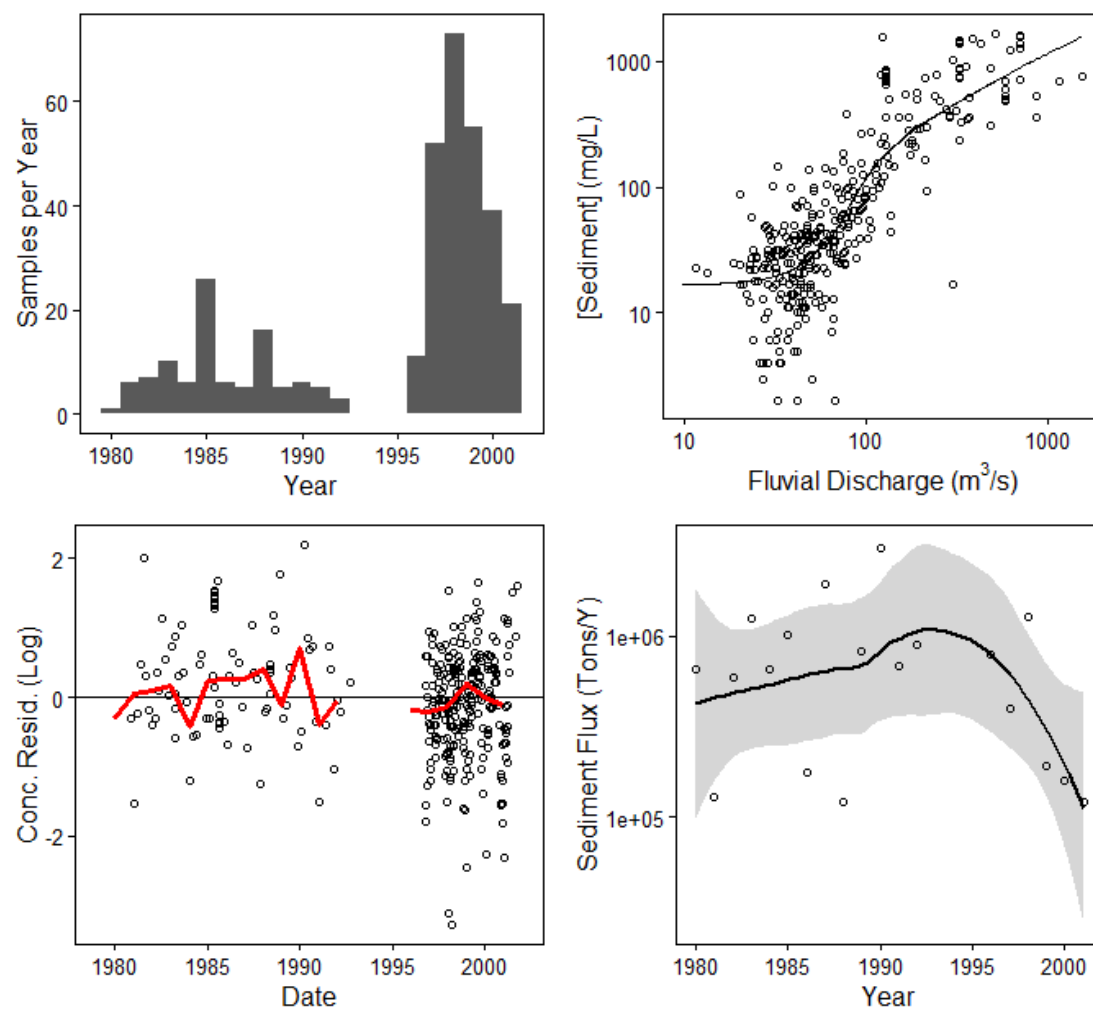 Samples per Year
60
40
20
0
1980 1985 1990 1995 2000
Year
[Sediment] (mg/L)
1000
100
10
10 100 1000
Fluvial Discharge (m³/s)
Conc. Resid. (Log)
2
0
-2
1980 1985 1990 1995 2000
Date
Sediment Flux (Tons/Y)
1e+06
1e+05
1980 1985 1990 1995 2000
Year